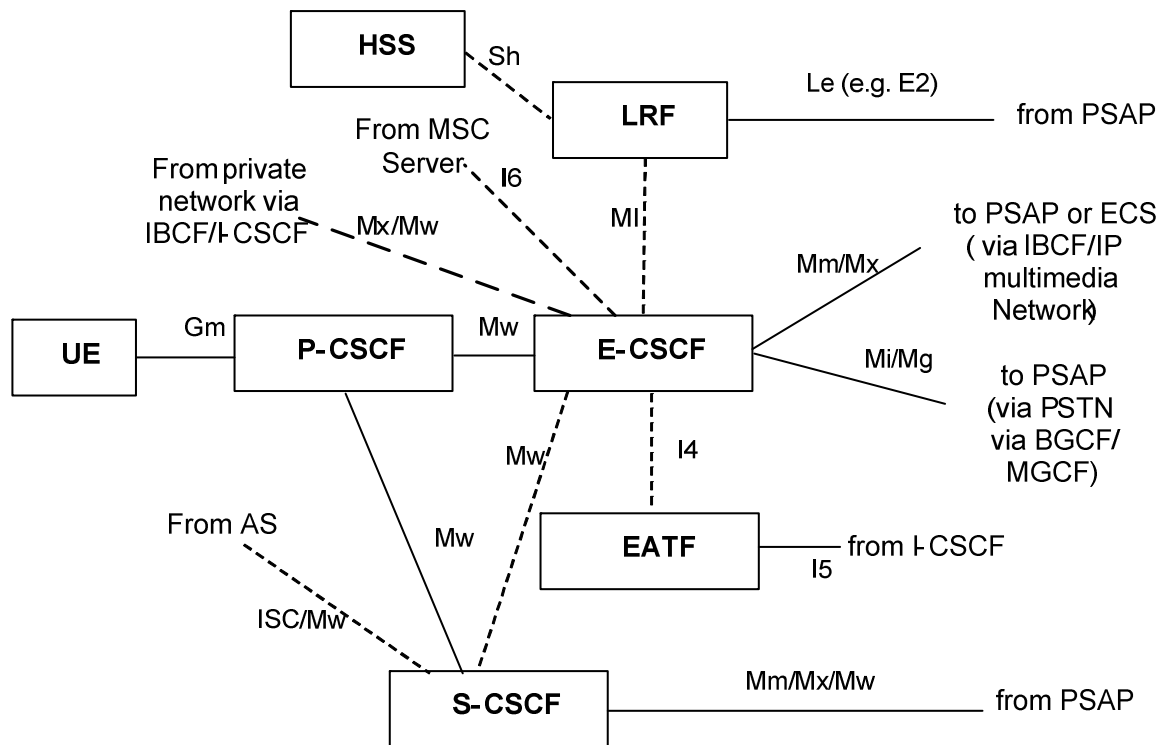 HSS
Sh
Le (e.g. E2)
LRF
from PSAP
From MSC
Server
I6
From private
network via
IBCF/I-CSCF
Ml
Mx/Mw
to PSAP or ECS
( via IBCF/IP
multimedia
Network)
Mm/Mx
UE
Gm
P-CSCF
Mw
E-CSCF
Mi/Mg
to PSAP
(via PSTN
via BGCF/
MGCF)
Mw
I4
From AS
Mw
EATF
from I-CSCF
I5
ISC/Mw
S-CSCF
Mm/Mx/Mw
from PSAP